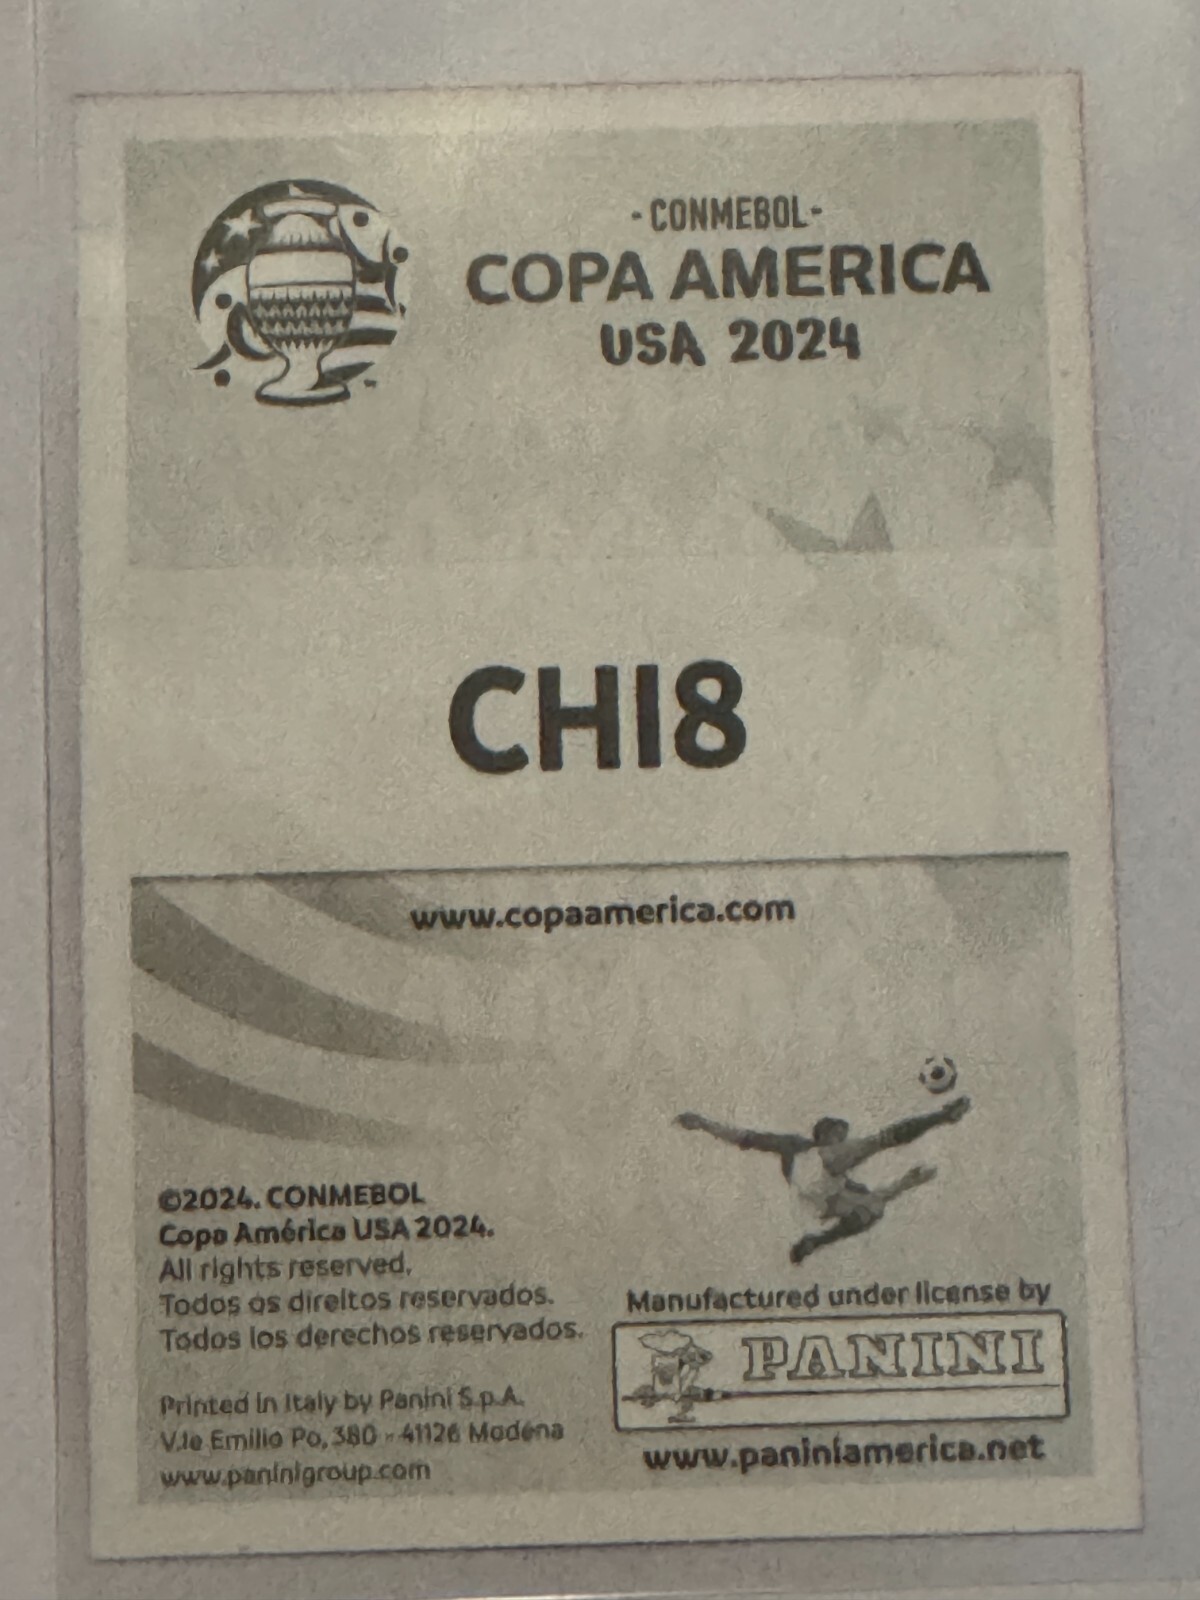 - CONMEBOL -
COPA AMERICA
USA 2024
CHI8
www.copaamerica.com
©2024. CONMEBOL
Copa América USA 2024.
All rights reserved.
Todos os direitos reservados.
Todos los derechos reservados.
Printed in Italy by Panini S.p.A.
V.le Emilio Po, 380 - 41126 Modena
www.paninigroup.com
Manufactured under license by
PANINI
www.paniniamerica.net